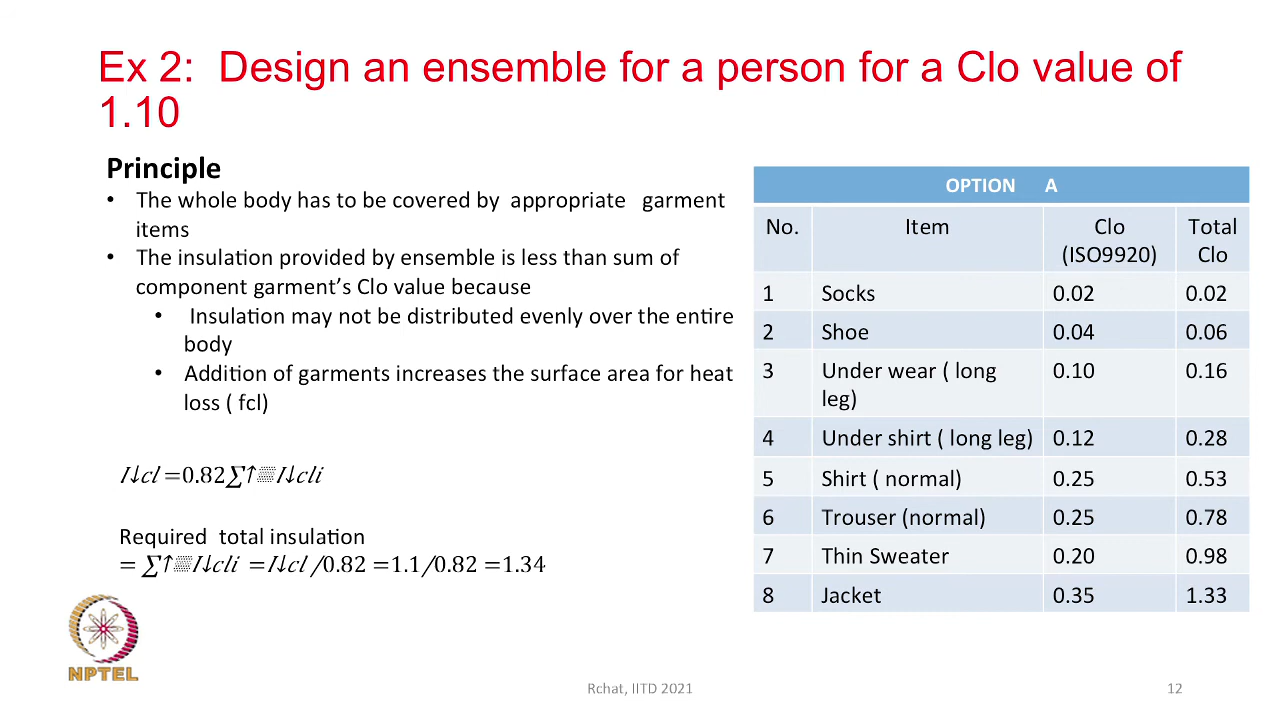 Ex 2: Design an ensemble for a person for a Clo value of
1.10
Principle
• The whole body has to be covered by appropriate garment
items
• The insulation provided by ensemble is less than sum of
component garment's Clo value because
• Insulation may not be distributed evenly over the entire
body
• Addition of garments increases the surface area for heat
loss ( fcl)
I↓cl =0.82∑↑▒I↓cli
Required total insulation
= ∑↑▒I↓cli =I↓cl /0.82 =1.1/0.82 =1.34
OPTION A
No. Item Clo Total
(ISO9920) Clo
1 Socks 0.02 0.02
2 Shoe 0.04 0.06
3 Under wear ( long 0.10 0.16
leg)
4 Under shirt ( long leg) 0.12 0.28
5 Shirt ( normal) 0.25 0.53
6 Trouser (normal) 0.25 0.78
7 Thin Sweater 0.20 0.98
8 Jacket 0.35 1.33
NPTEL
Rchat, IITD 2021
12